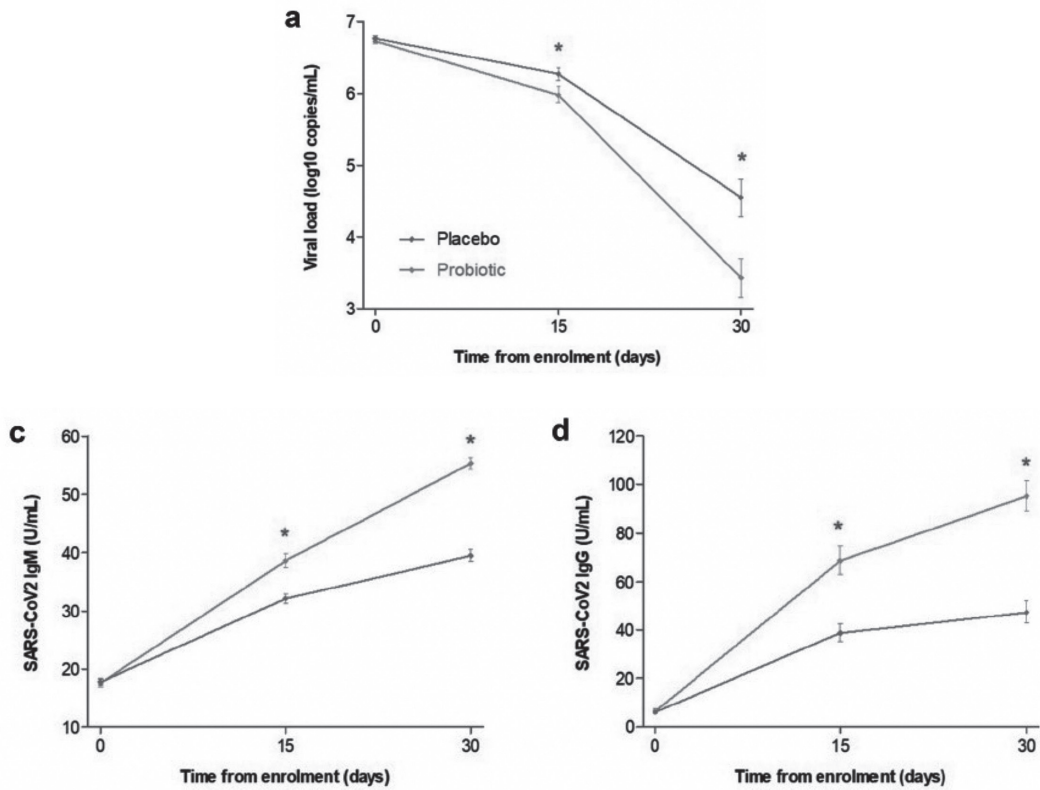 a
Viral load (log10 copies/mL)
7
6
5
4
3
*
*
Placebo
Probiotic
0 15 30
Time from enrolment (days)
c
SARS-CoV2 IgM (U/mL)
60
50
40
30
20
10
*
*
0 15 30
Time from enrolment (days)
d
SARS-CoV2 IgG (U/mL)
120
100
80
60
40
20
0
*
*
0 15 30
Time from enrolment (days)